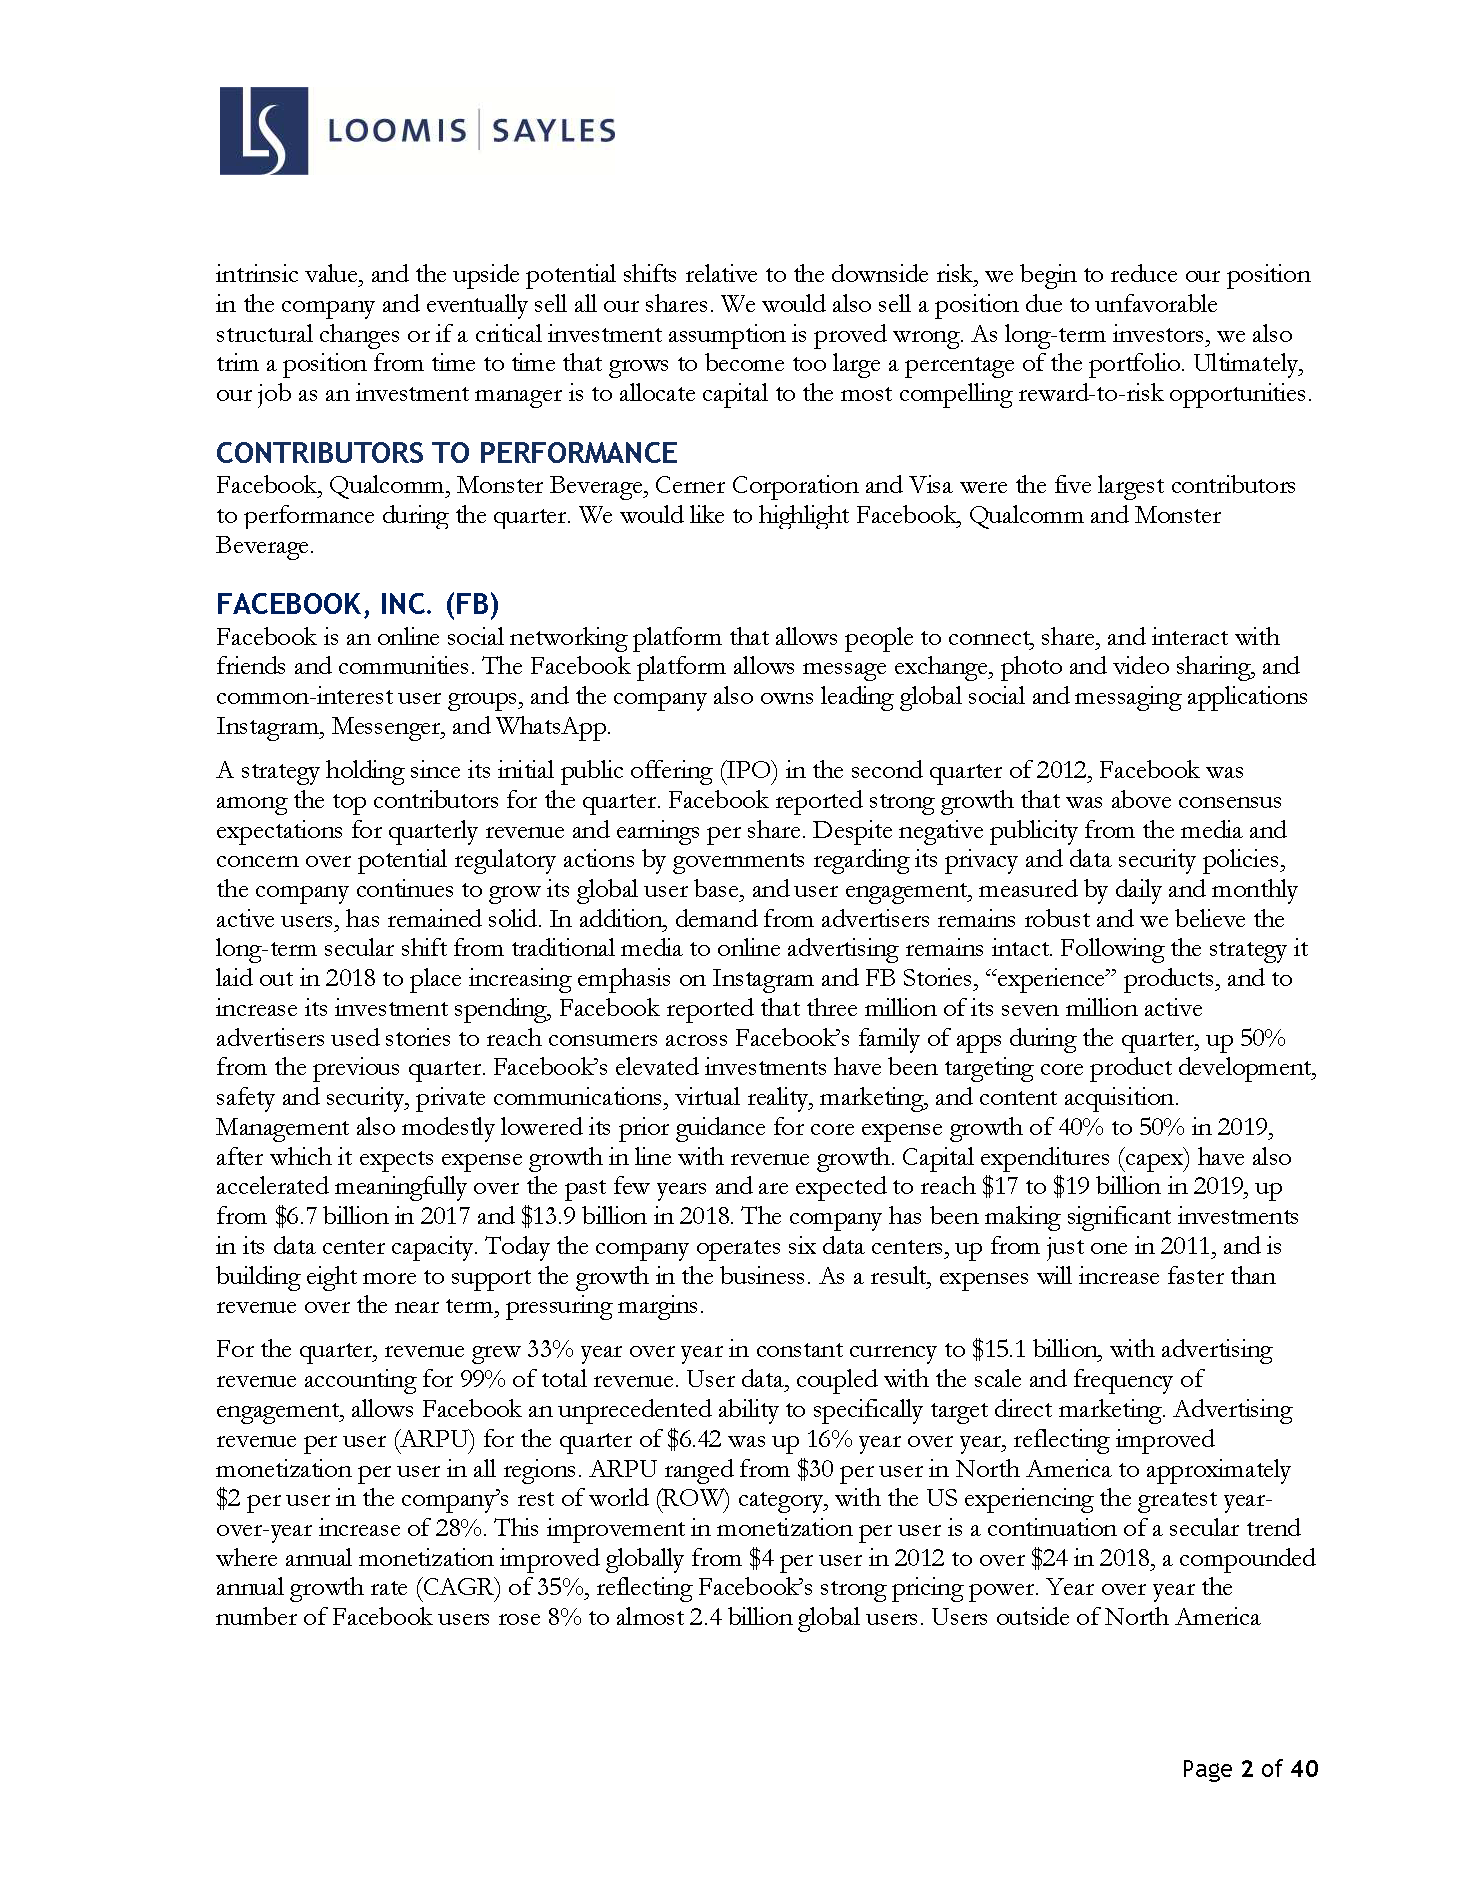 LS LOOMIS | SAYLES
intrinsic value, and the upside potential shifts relative to the downside risk, we begin to reduce our position
in the company and eventually sell all our shares. We would also sell a position due to unfavorable
structural changes or if a critical investment assumption is proved wrong. As long-term investors, we also
trim a position from time to time that grows to become too large a percentage of the portfolio. Ultimately,
our job as an investment manager is to allocate capital to the most compelling reward-to-risk opportunities.
CONTRIBUTORS TO PERFORMANCE
Facebook, Qualcomm, Monster Beverage, Cerner Corporation and Visa were the five largest contributors
to performance during the quarter. We would like to highlight Facebook, Qualcomm and Monster
Beverage.
FACEBOOK, INC. (FB)
Facebook is an online social networking platform that allows people to connect, share, and interact with
friends and communities. The Facebook platform allows message exchange, photo and video sharing, and
common-interest user groups, and the company also owns leading global social and messaging applications
Instagram, Messenger, and WhatsApp.
A strategy holding since its initial public offering (IPO) in the second quarter of 2012, Facebook was
among the top contributors for the quarter. Facebook reported strong growth that was above consensus
expectations for quarterly revenue and earnings per share. Despite negative publicity from the media and
concern over potential regulatory actions by governments regarding its privacy and data security policies,
the company continues to grow its global user base, and user engagement, measured by daily and monthly
active users, has remained solid. In addition, demand from advertisers remains robust and we believe the
long-term secular shift from traditional media to online advertising remains intact. Following the strategy it
laid out in 2018 to place increasing emphasis on Instagram and FB Stories, “experience” products, and to
increase its investment spending, Facebook reported that three million of its seven million active
advertisers used stories to reach consumers across Facebook’s family of apps during the quarter, up 50%
from the previous quarter. Facebook’s elevated investments have been targeting core product development,
safety and security, private communications, virtual reality, marketing, and content acquisition.
Management also modestly lowered its prior guidance for core expense growth of 40% to 50% in 2019,
after which it expects expense growth in line with revenue growth. Capital expenditures (capex) have also
accelerated meaningfully over the past few years and are expected to reach $17 to $19 billion in 2019, up
from $6.7 billion in 2017 and $13.9 billion in 2018. The company has been making significant investments
in its data center capacity. Today the company operates six data centers, up from just one in 2011, and is
building eight more to support the growth in the business. As a result, expenses will increase faster than
revenue over the near term, pressuring margins.
For the quarter, revenue grew 33% year over year in constant currency to $15.1 billion, with advertising
revenue accounting for 99% of total revenue. User data, coupled with the scale and frequency of
engagement, allows Facebook an unprecedented ability to specifically target direct marketing. Advertising
revenue per user (ARPU) for the quarter of $6.42 was up 16% year over year, reflecting improved
monetization per user in all regions. ARPU ranged from $30 per user in North America to approximately
$2 per user in the company’s rest of world (ROW) category, with the US experiencing the greatest year-
over-year increase of 28%. This improvement in monetization per user is a continuation of a secular trend
where annual monetization improved globally from $4 per user in 2012 to over $24 in 2018, a compounded
annual growth rate (CAGR) of 35%, reflecting Facebook’s strong pricing power. Year over year the
number of Facebook users rose 8% to almost 2.4 billion global users. Users outside of North America
Page 2 of 40